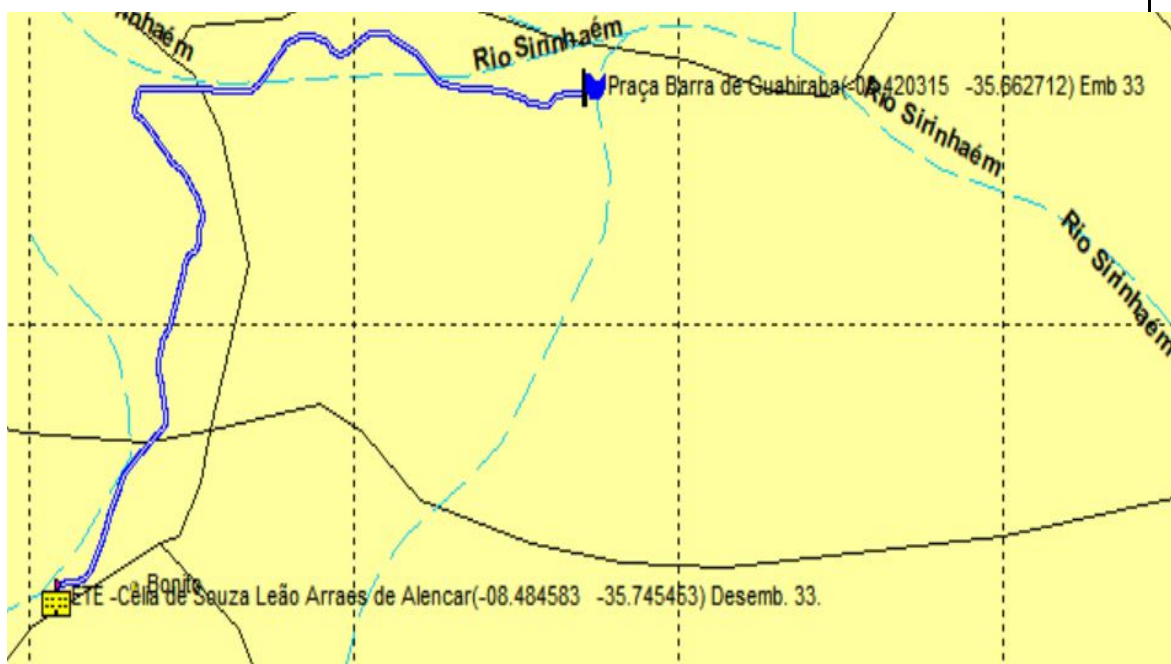 nhaém
Rio Sirinhaém
Praça Barra de Guabiraba(-08.420315 -35.662712) Emb 33
Rio Sirinhaém
Rio Sirinhaém
Bonito
ETE -Célia de Souza Leão Arraes de Alencar(-08.484583 -35.745453) Desemb. 33.